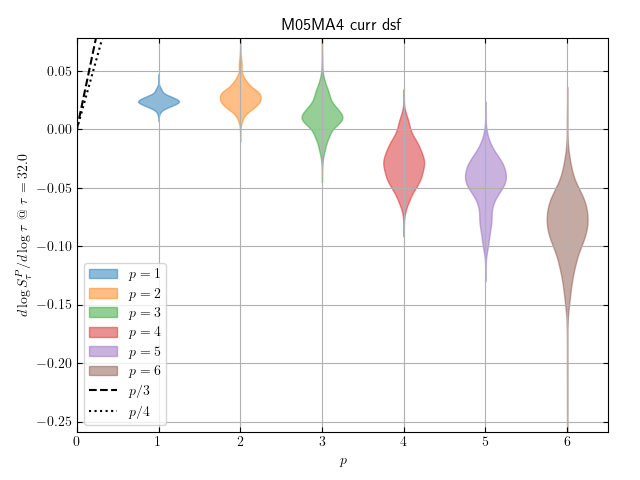 M05MA4 curr dsf
d log S_τ^P / d log τ @ τ = 32.0
0.05
0.00
−0.05
−0.10
−0.15
−0.20
−0.25
p = 1
p = 2
p = 3
p = 4
p = 5
p = 6
p/3
p/4
0 1 2 3 4 5 6
p